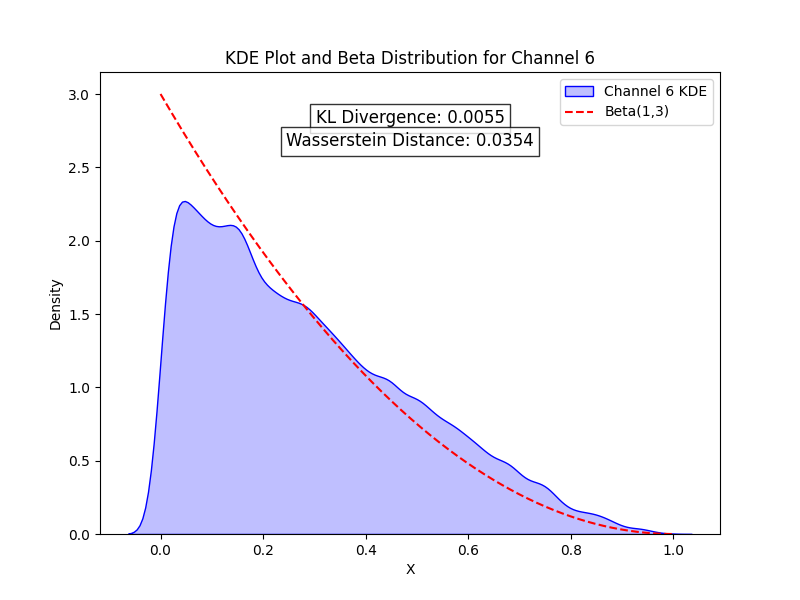 KDE Plot and Beta Distribution for Channel 6
KL Divergence: 0.0055
Wasserstein Distance: 0.0354
Channel 6 KDE
Beta(1,3)
Density
3.0
2.5
2.0
1.5
1.0
0.5
0.0
0.0 0.2 0.4 0.6 0.8 1.0
X